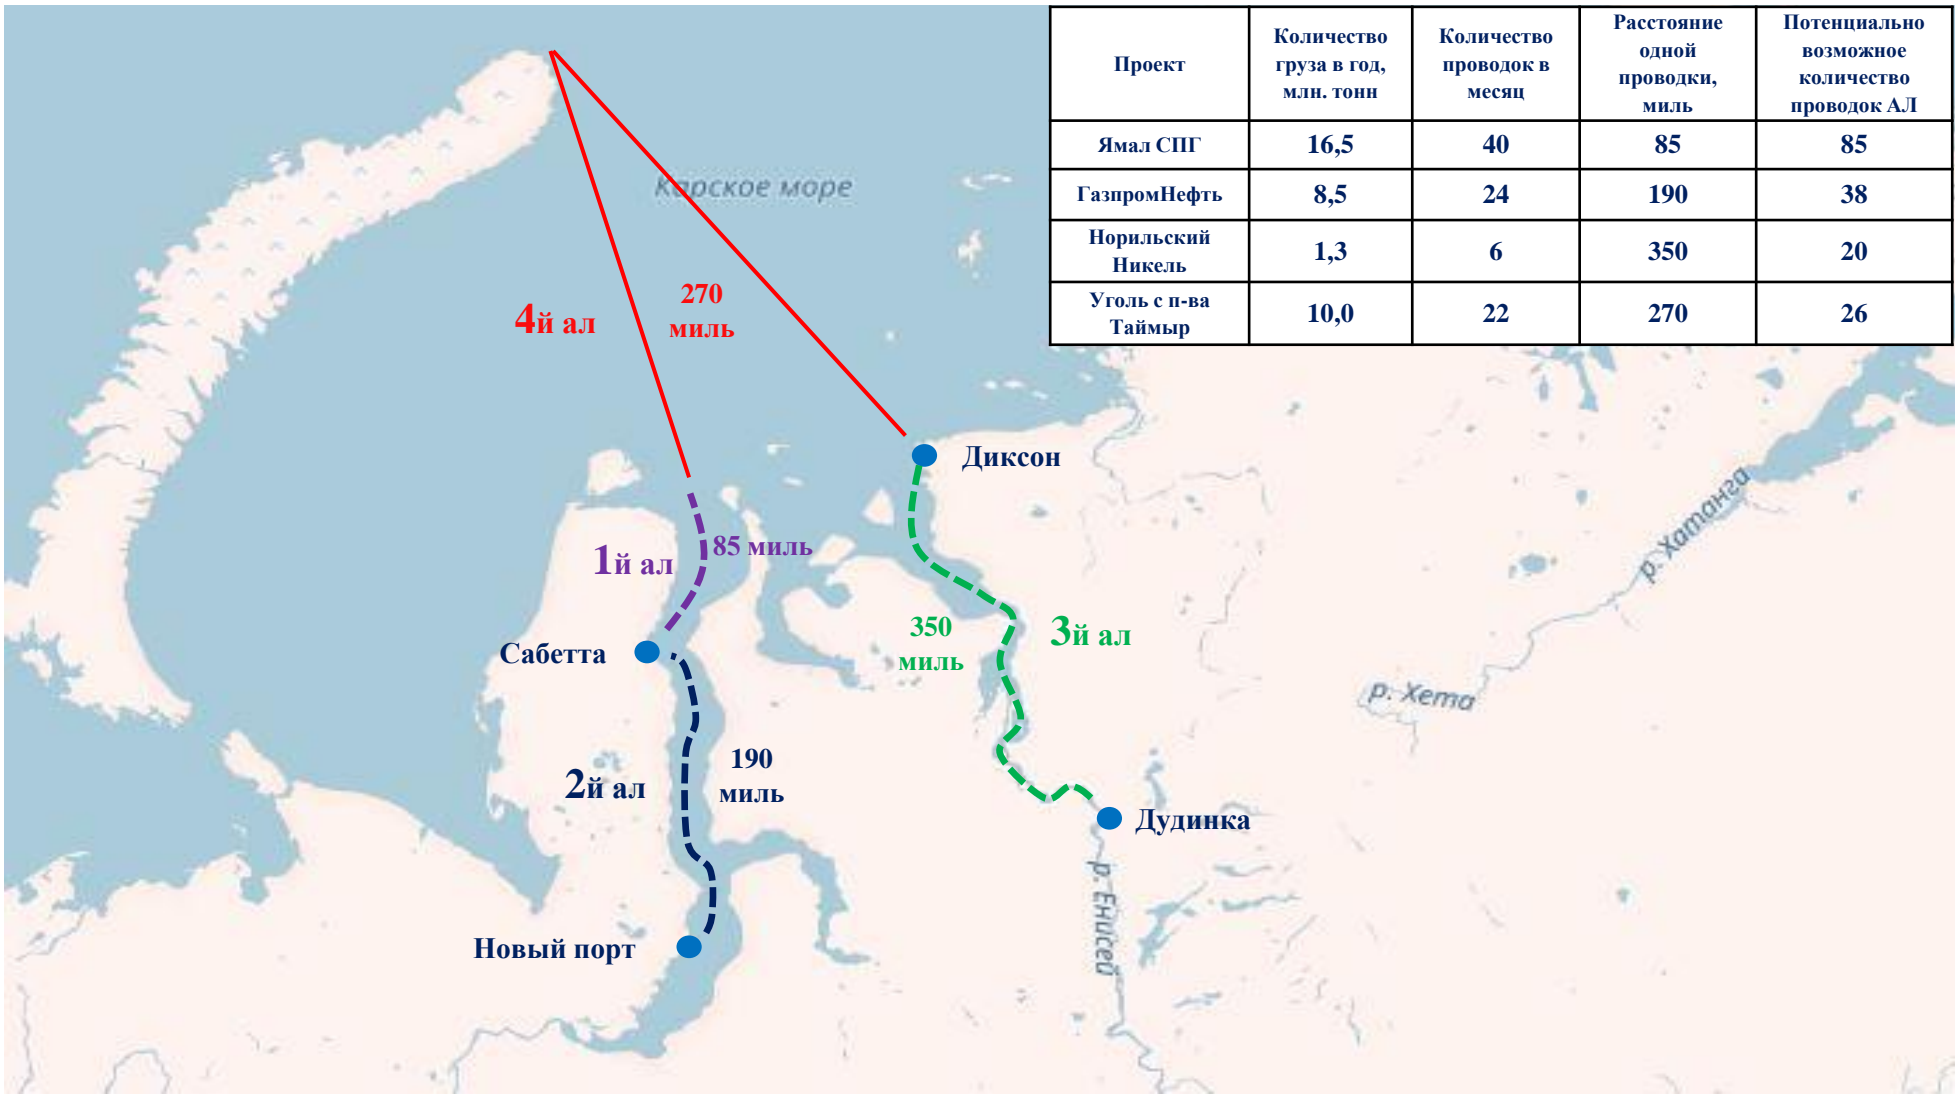 Проект
Количество
груза в год,
млн. тонн
Количество
проводок в
месяц
Расстояние
одной
проводки,
миль
Потенциально
возможное
количество
проводок АЛ
Ямал СПГ
16,5
40
85
85
ГазпромНефть
8,5
24
190
38
Норильский
Никель
1,3
6
350
20
Уголь с п-ва
Таймыр
10,0
22
270
26
Карское море
4й ал
270
миль
Диксон
1й ал
85 миль
р. Хатанга
Сабетта
350
миль
3й ал
р. Хета
2й ал
190
миль
Дудинка
р. Енисей
Новый порт